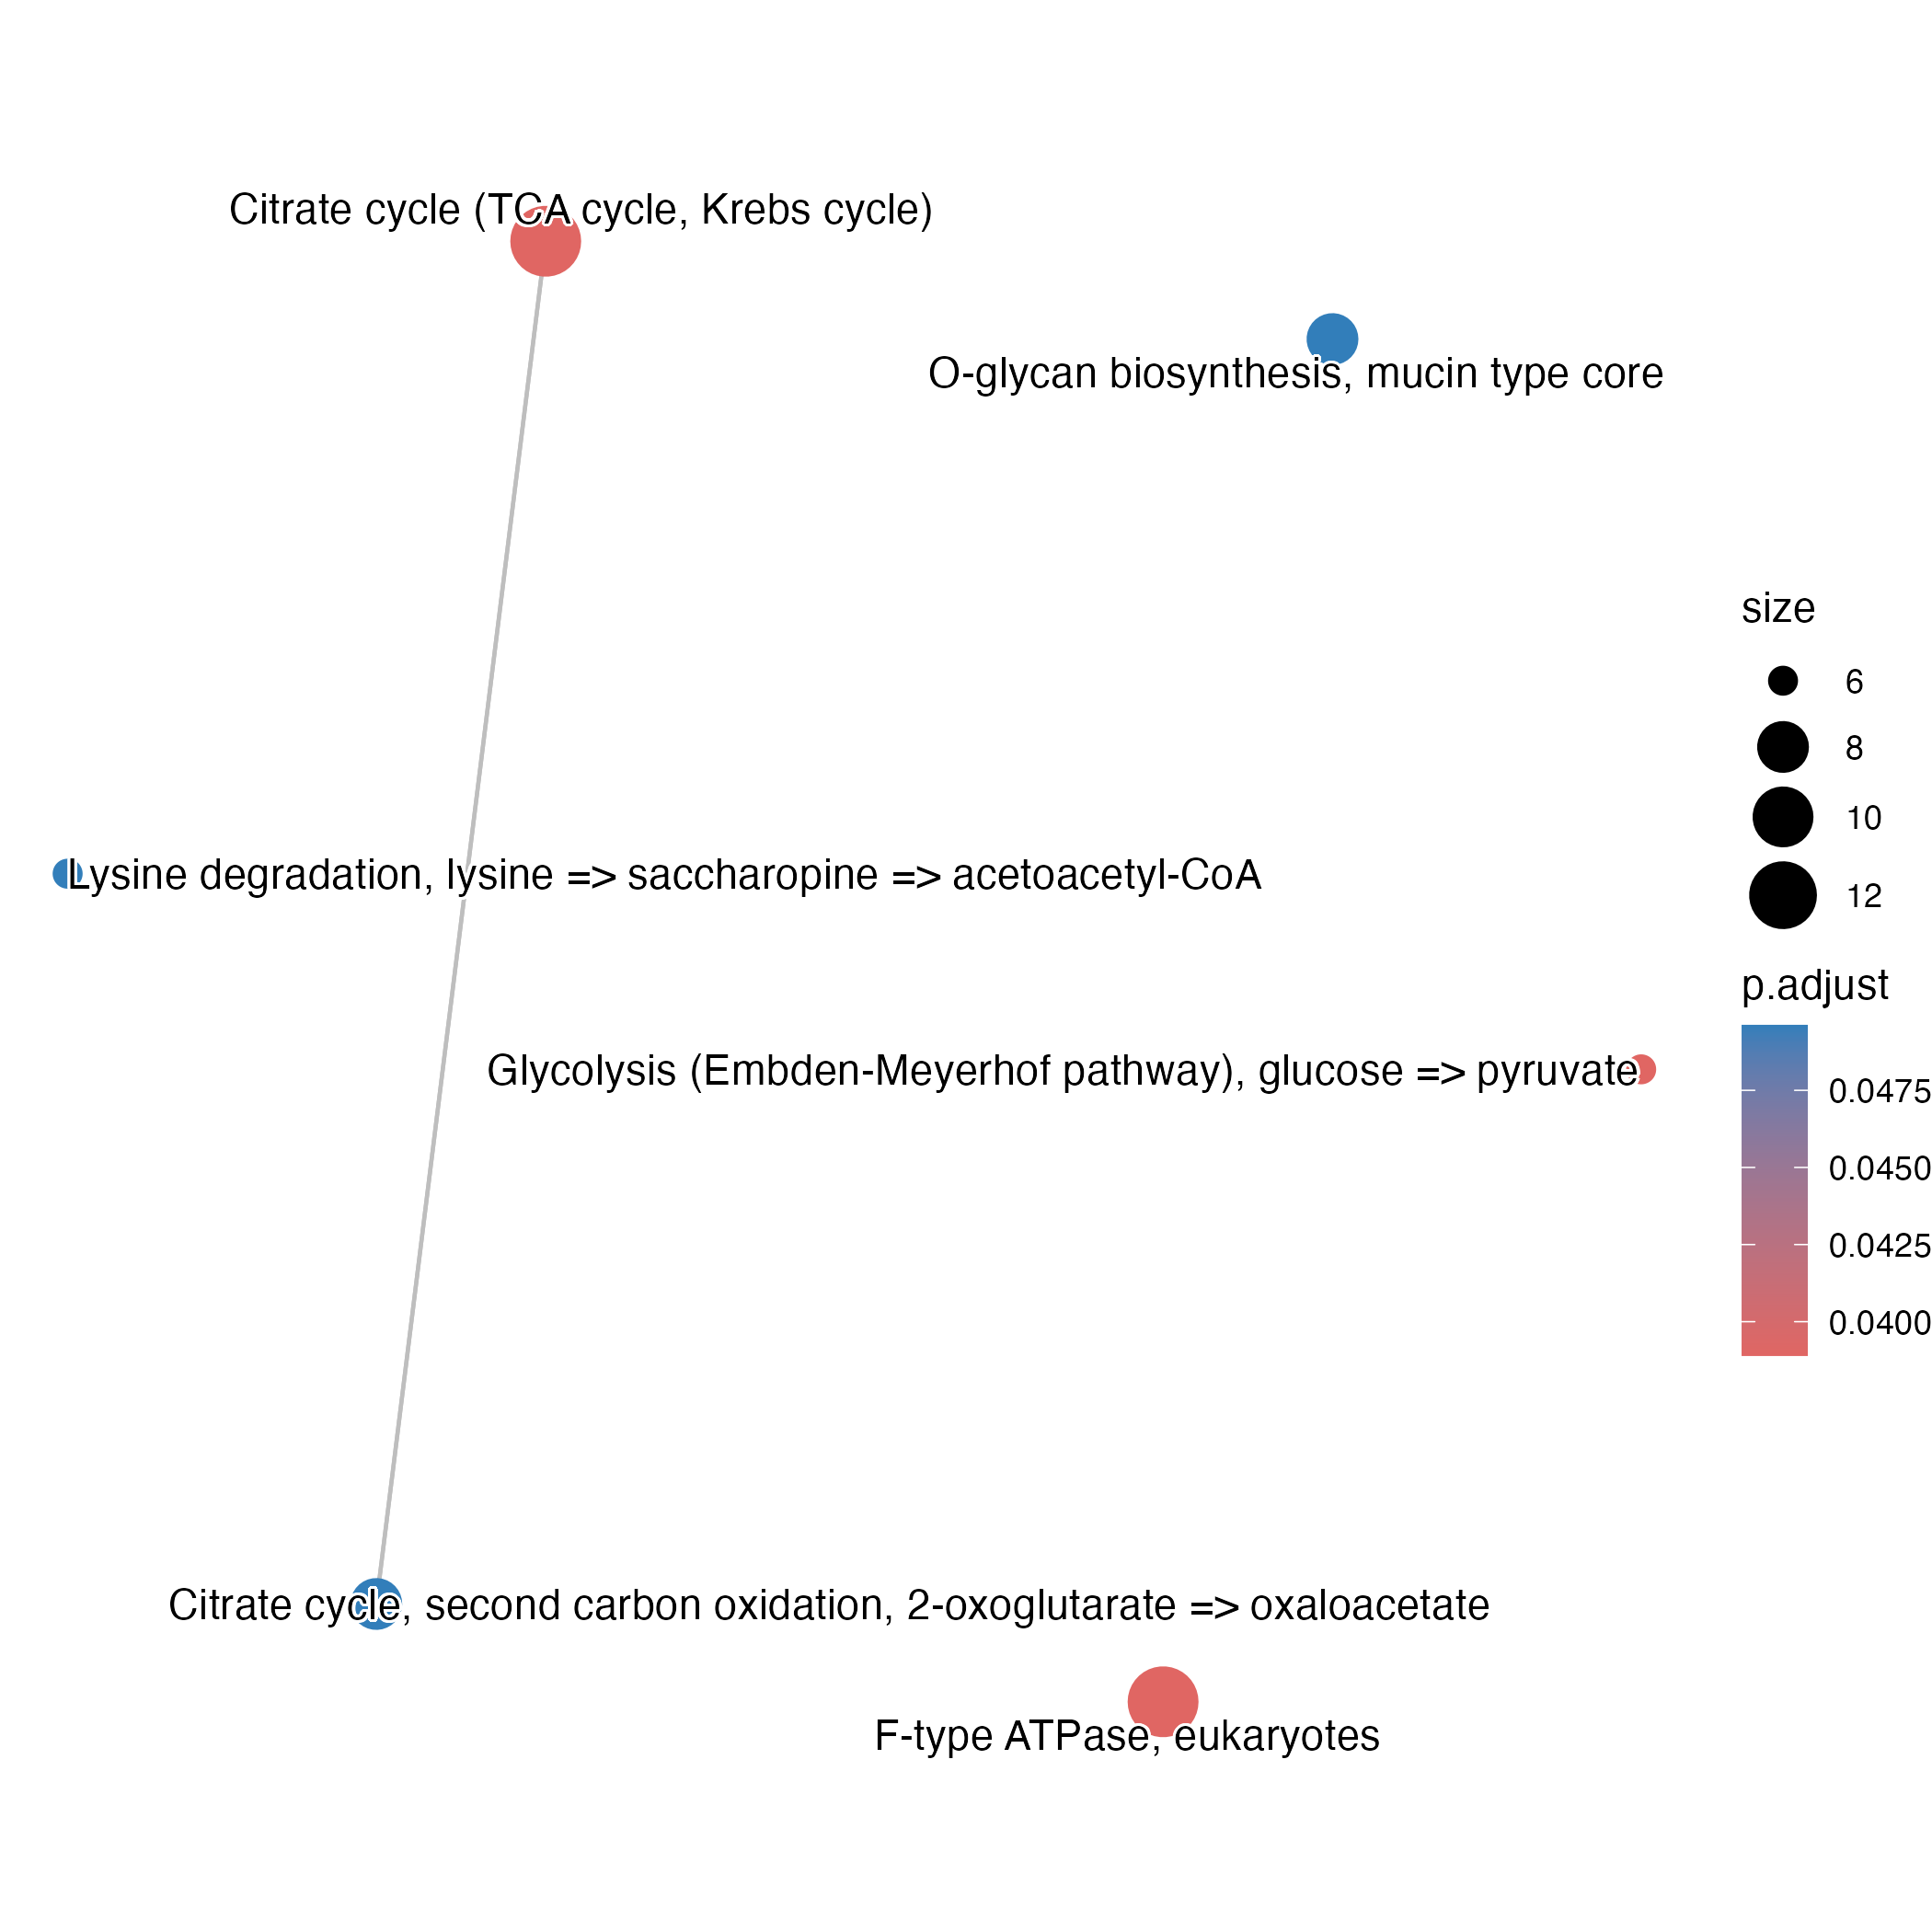 Citrate cycle (TCA cycle, Krebs cycle)
O-glycan biosynthesis, mucin type core
Lysine degradation, lysine => saccharopine => acetoacetyl-CoA
Glycolysis (Embden-Meyerhof pathway), glucose => pyruvate
Citrate cycle, second carbon oxidation, 2-oxoglutarate => oxaloacetate
F-type ATPase, eukaryotes
size
6
8
10
12
p.adjust
0.0475
0.0450
0.0425
0.0400